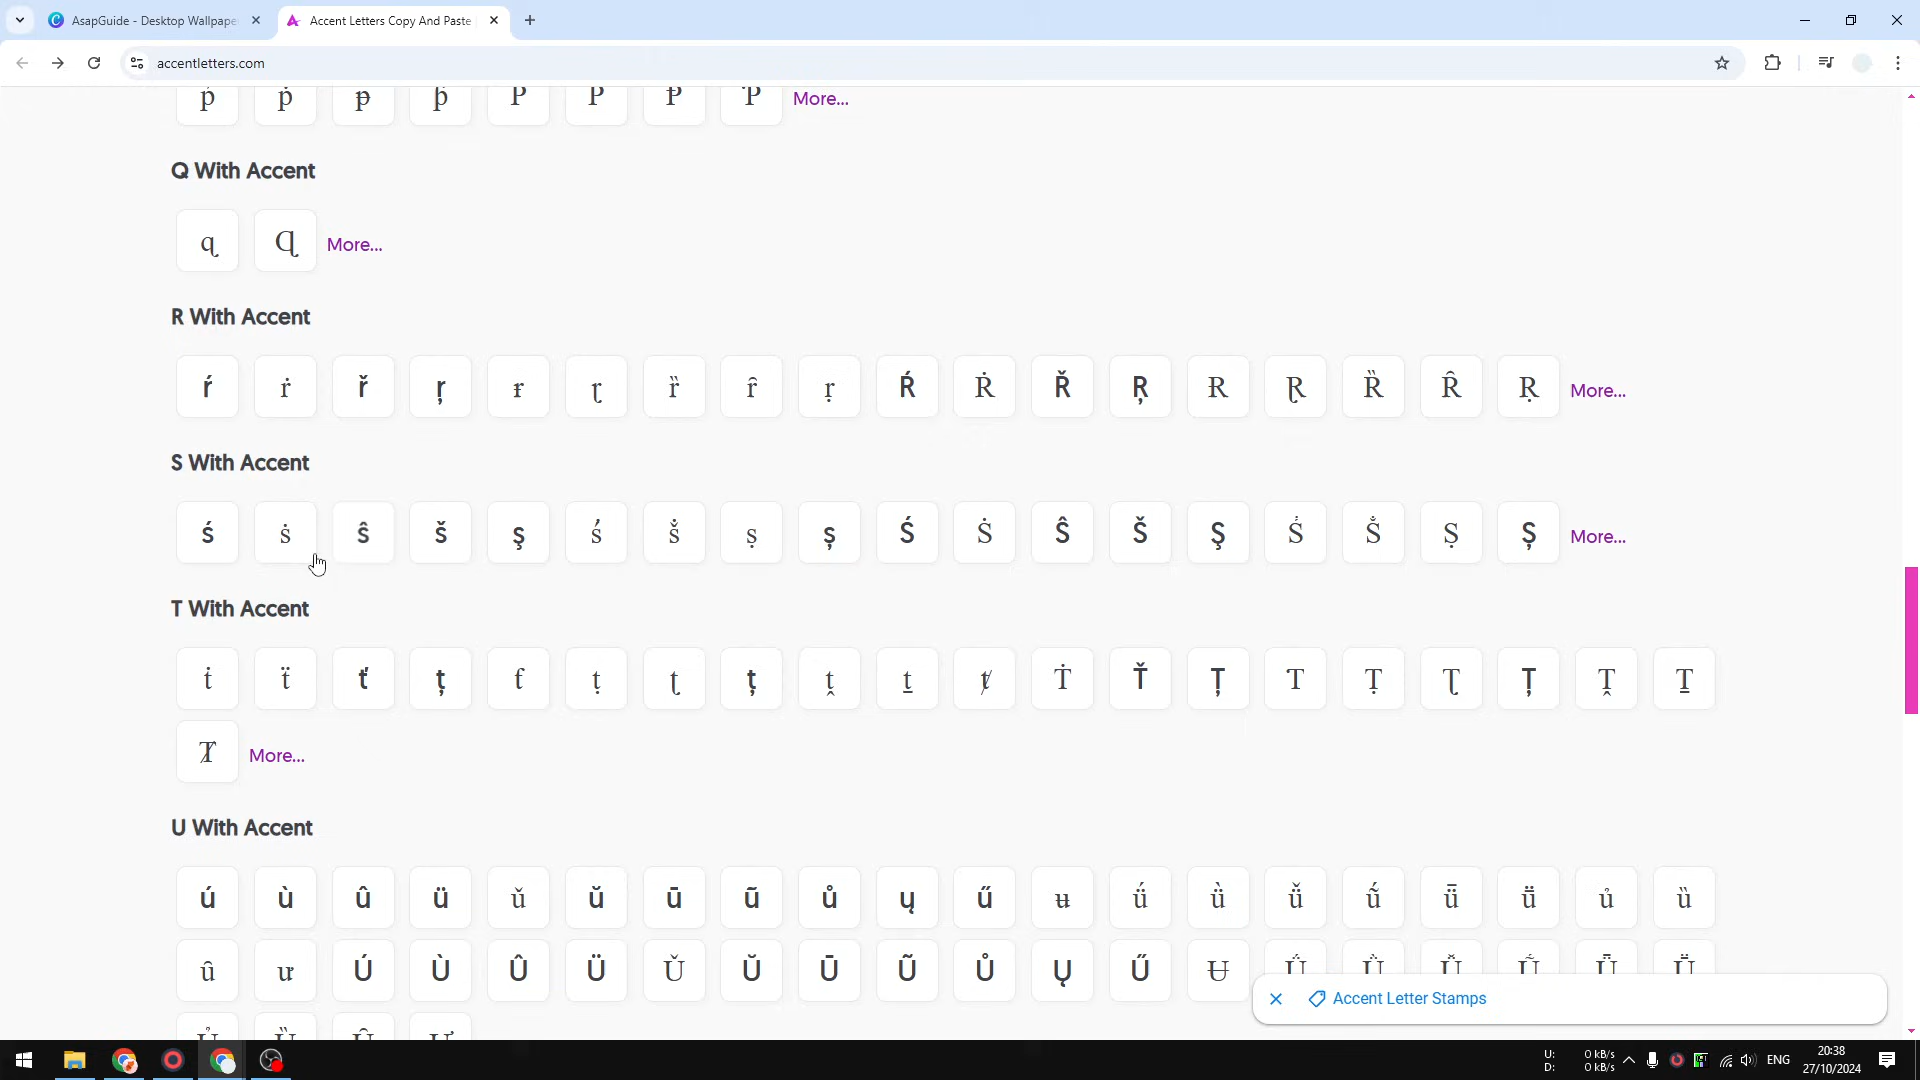 AsapGuide - Desktop Wallpape
Accent Letters Copy And Paste
accentletters.com
ṕ ṗ ᵽ More...
Q With Accent
ɋ Ɋ More...
R With Accent
ŕ ṙ ř ŗ ɍ ɽ ȑ ȓ ṛ Ŕ Ṙ Ř Ŗ Ɍ Ɽ Ȑ Ȓ Ṛ More...
S With Accent
ś ṡ ŝ š ş ṥ ṧ ṣ ș Ś Ṡ Ŝ Š Ş Ṥ Ṧ Ṣ Ș More...
T With Accent
ṫ ẗ ť ţ ƭ ṭ ʈ ț ṱ ṯ ⱦ Ṫ Ť Ţ Ƭ Ṭ Ʈ Ț Ṱ Ṯ
Ⱦ More...
U With Accent
ú ù û ü ǔ ŭ ū ũ ů ų ű ʉ ǘ ǜ ǚ ṹ ǖ ṻ ủ ȕ
ȗ ư Ú Ù Û Ü Ǔ Ŭ Ū Ũ Ů Ų Ű Ʉ Ǘ Ǜ Ǚ Ṹ Ǖ Ṻ
Ủ Ȕ Ȗ Ư
Accent Letter Stamps
U: 0 kB/s
D: 0 kB/s
ENG
20:38
27/10/2024